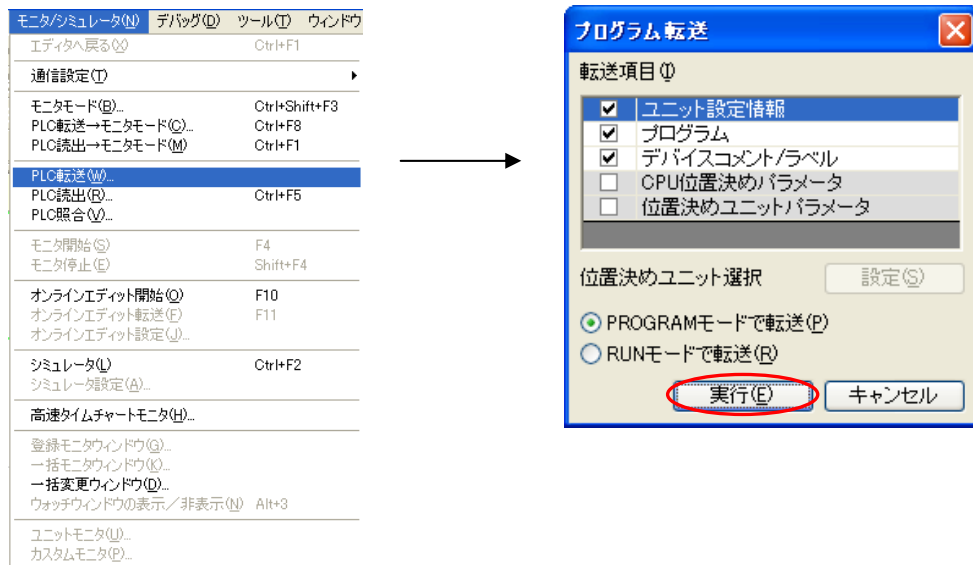 モニタ/シミュレータ(N) デバッグ(D) ツール(T) ウィンドウ
エディタへ戻る(X) Ctrl+F1
通信設定(T)
モニタモード(B)... Ctrl+Shift+F3
PLC転送→モニタモード(C)... Ctrl+F8
PLC読出→モニタモード(M) Ctrl+F1
PLC転送(W)...
PLC読出(R)... Ctrl+F5
PLC照合(V)...
モニタ開始(S) F4
モニタ停止(E) Shift+F4
オンラインエディット開始(O) F10
オンラインエディット転送(F) F11
オンラインエディット設定(J)...
シミュレータ(L) Ctrl+F2
シミュレータ設定(A)...
高速タイムチャートモニタ(H)...
登録モニタウィンドウ(G)...
一括モニタウィンドウ(K)...
一括変更ウィンドウ(D)...
ウォッチウィンドウの表示／非表示(N) Alt+3
ユニットモニタ(U)...
カスタムモニタ(P)...
プログラム転送
転送項目(I)
ユニット設定情報
プログラム
デバイスコメント/ラベル
CPU位置決めパラメータ
位置決めユニットパラメータ
位置決めユニット選択 設定(S)
PROGRAMモードで転送(P)
RUNモードで転送(R)
実行(E) キャンセル